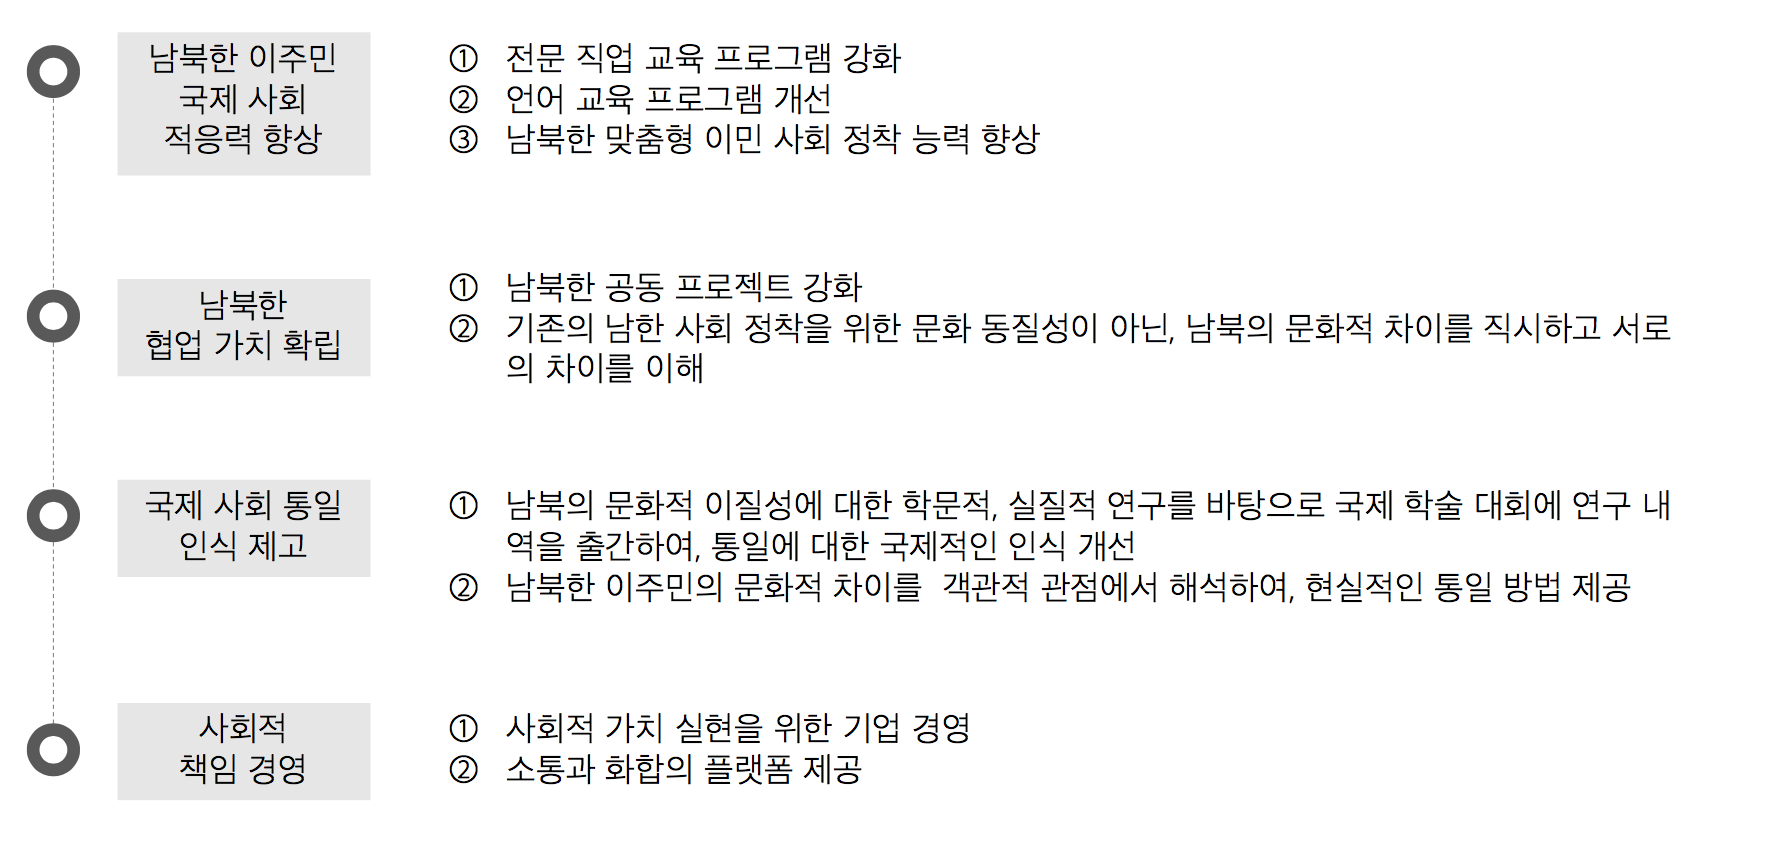 남북한 이주민
국제 사회
적응력 향상
① 전문 직업 교육 프로그램 강화
② 언어 교육 프로그램 개선
③ 남북한 맞춤형 이민 사회 정착 능력 향상
남북한
협업 가치 확립
① 남북한 공동 프로젝트 강화
② 기존의 남한 사회 정착을 위한 문화 동질성이 아닌, 남북의 문화적 차이를 직시하고 서로
의 차이를 이해
국제 사회 통일
인식 제고
① 남북의 문화적 이질성에 대한 학문적, 실질적 연구를 바탕으로 국제 학술 대회에 연구 내
역을 출간하여, 통일에 대한 국제적인 인식 개선
② 남북한 이주민의 문화적 차이를 객관적 관점에서 해석하여, 현실적인 통일 방법 제공
사회적
책임 경영
① 사회적 가치 실현을 위한 기업 경영
② 소통과 화합의 플랫폼 제공